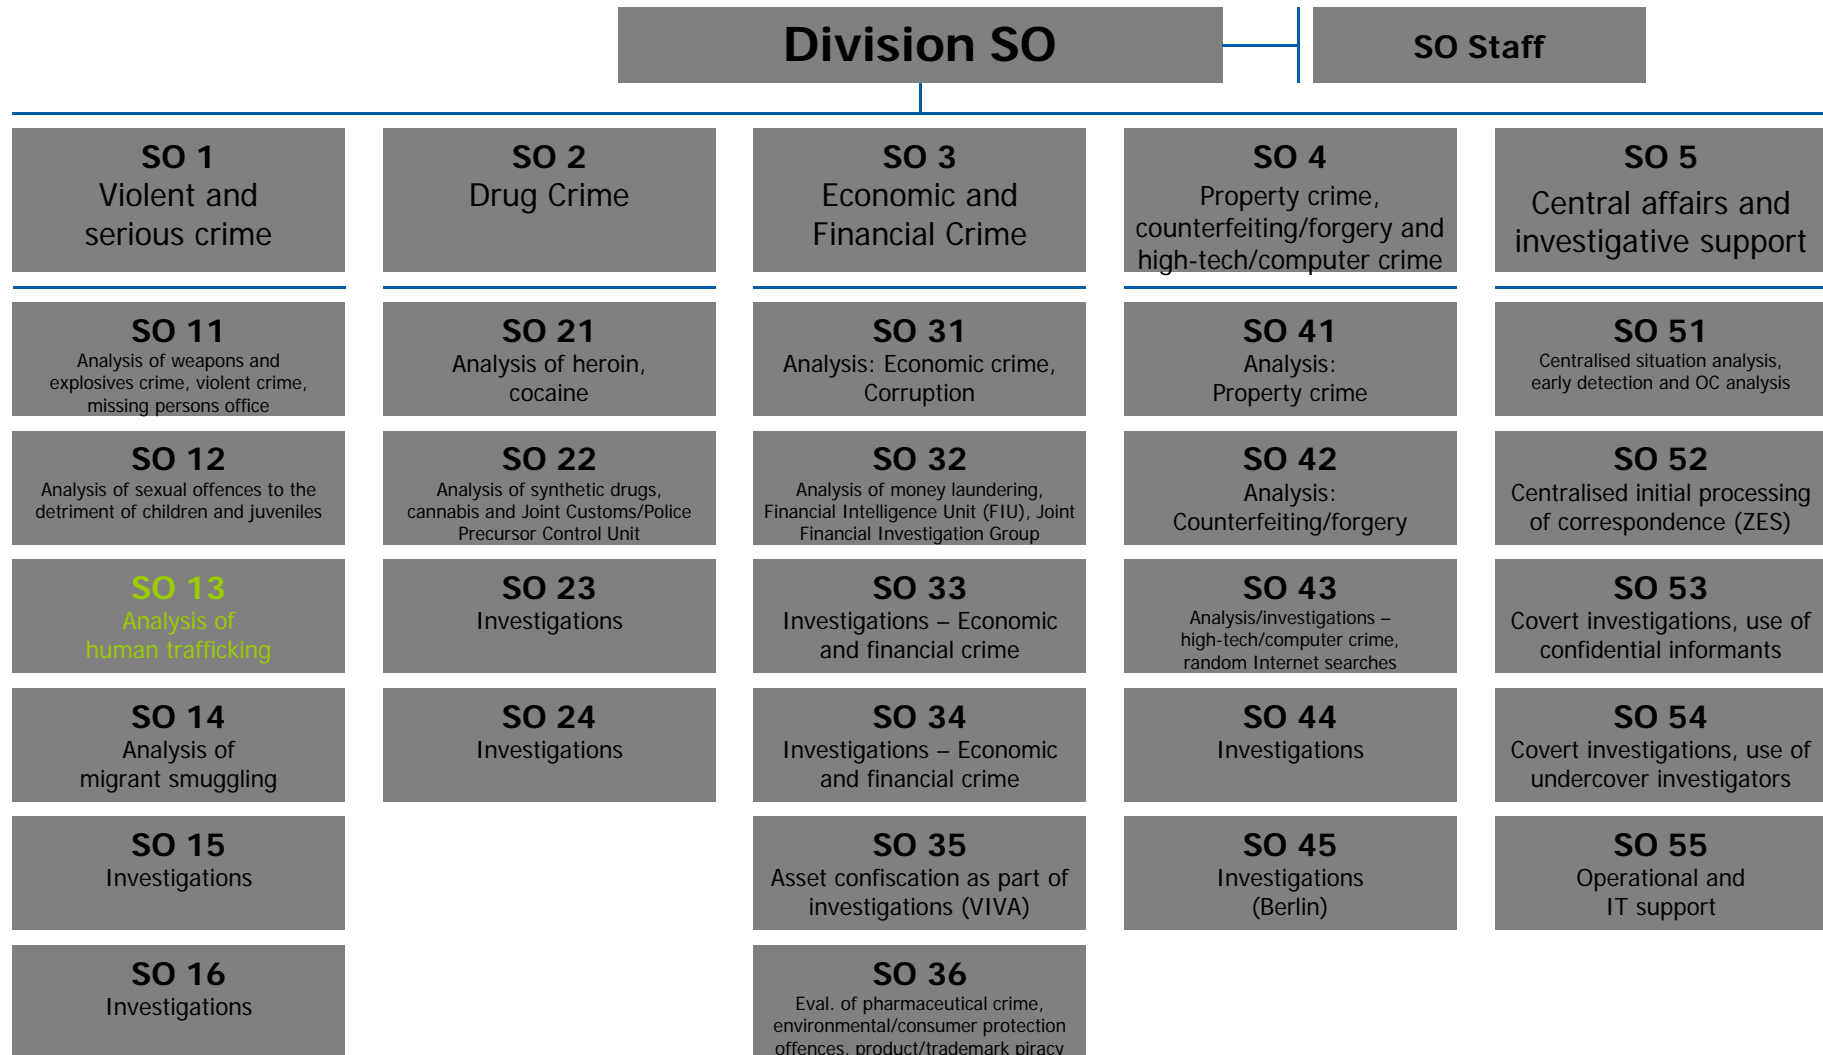 Division SO
SO Staff
SO 1
Violent and
serious crime
SO 2
Drug Crime
SO 3
Economic and
Financial Crime
SO 4
Property crime,
counterfeiting/forgery and
high-tech/computer crime
SO 5
Central affairs and
investigative support
SO 11
Analysis of weapons and
explosives crime, violent crime,
missing persons office
SO 21
Analysis of heroin,
cocaine
SO 31
Analysis: Economic crime,
Corruption
SO 41
Analysis:
Property crime
SO 51
Centralised situation analysis,
early detection and OC analysis
SO 12
Analysis of sexual offences to the
detriment of children and juveniles
SO 22
Analysis of synthetic drugs,
cannabis and Joint Customs/Police
Precursor Control Unit
SO 32
Analysis of money laundering,
Financial Intelligence Unit (FIU), Joint
Financial Investigation Group
SO 42
Analysis:
Counterfeiting/forgery
SO 52
Centralised initial processing
of correspondence (ZES)
SO 13
Analysis of
human trafficking
SO 23
Investigations
SO 33
Investigations – Economic
and financial crime
SO 43
Analysis/investigations –
high-tech/computer crime,
random Internet searches
SO 53
Covert investigations, use of
confidential informants
SO 14
Analysis of
migrant smuggling
SO 24
Investigations
SO 34
Investigations – Economic
and financial crime
SO 44
Investigations
SO 54
Covert investigations, use of
undercover investigators
SO 15
Investigations
SO 35
Asset confiscation as part of
investigations (VIVA)
SO 45
Investigations
(Berlin)
SO 55
Operational and
IT support
SO 16
Investigations
SO 36
Eval. of pharmaceutical crime,
environmental/consumer protection
offences, product/trademark piracy